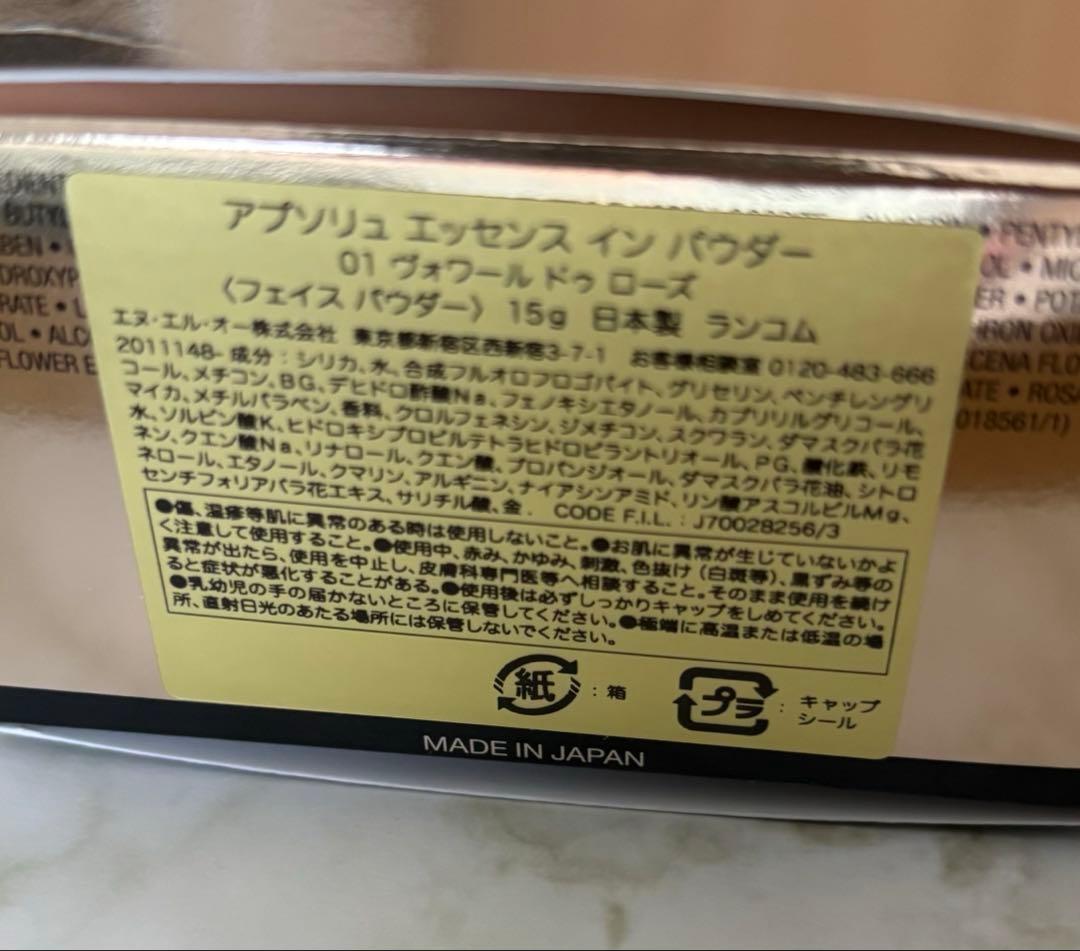 アプソリュ エッセンス イン パウダー
01 ヴォワール ドゥ ローズ
〈フェイス パウダー〉 15g 日本製 ランコム
エヌ・エル・オー株式会社 東京都新宿区西新宿3-7-1 お客様相談室 0120-483-666
2011148- 成分：シリカ、水、合成フルオロフロゴパイト、グリセリン、ペンチレングリ
コール、メチコン、BG、デヒドロ酢酸Na、フェノキシエタノール、カプリリルグリコール、
マイカ、メチルパラベン、香料、クロルフェネシン、ジメチコン、スクワラン、ダマスクバラ花
水、ソルビン酸K、ヒドロキシプロピルテトラヒドロピラントリオール、PG、酸化鉄、リモ
ネン、クエン酸Na、リナロール、クエン酸、プロパンジオール、ダマスクバラ花油、シトロ
ネロール、エタノール、クマリン、アルギニン、ナイアシンアミド、リン酸アスコルビルMg、
センチフォリアバラ花エキス、サリチル酸、金. CODE F.I.L.：J70028256/3
●傷、湿疹等肌に異常のある時は使用しないこと。●お肌に異常が生じていないかよ
く注意して使用すること。●使用中、赤み、かゆみ、刺激、色抜け（白斑等）、黒ずみ等の
異常が出たら、使用を中止し、皮膚科専門医等へ相談すること。そのまま使用を続け
ると症状が悪化することがある。●使用後は必ずしっかりキャップをしめてください。
●乳幼児の手の届かないところに保管してください。●極端に高温または低温の場
所、直射日光のあたる場所には保管しないでください。
紙：箱 プラ：キャップ
シール
MADE IN JAPAN
BUTYL
BEN •
DROXYP
RATE • L
OL • ALC
FLOWER E
• PENTY
OL • MIC
ER • POT
IRON OXI
CENA FLO
ATE • ROSA
018561/1)